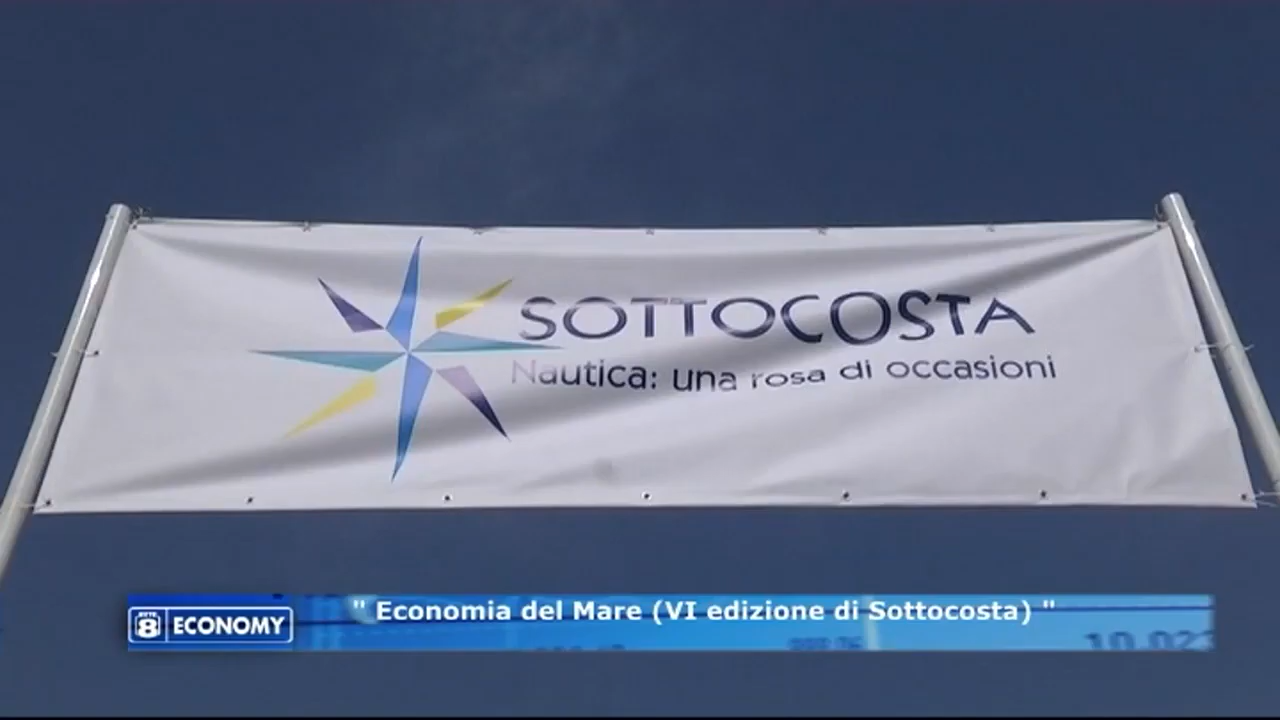 SOTTOCOSTA
Nautica: una rosa di occasioni
" Economia del Mare (VI edizione di Sottocosta) "
8 ECONOMY